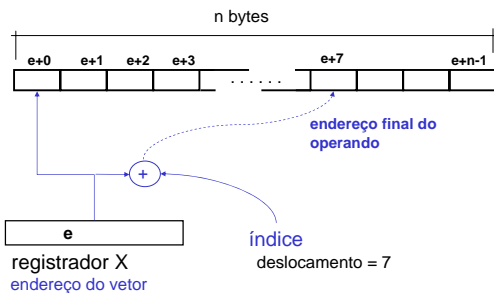 n bytes
e+0 e+1 e+2 e+3 e+7 e+n-1
. . . . . .
endereço final do
operando
+
e
índice
registrador X
deslocamento = 7
endereço do vetor